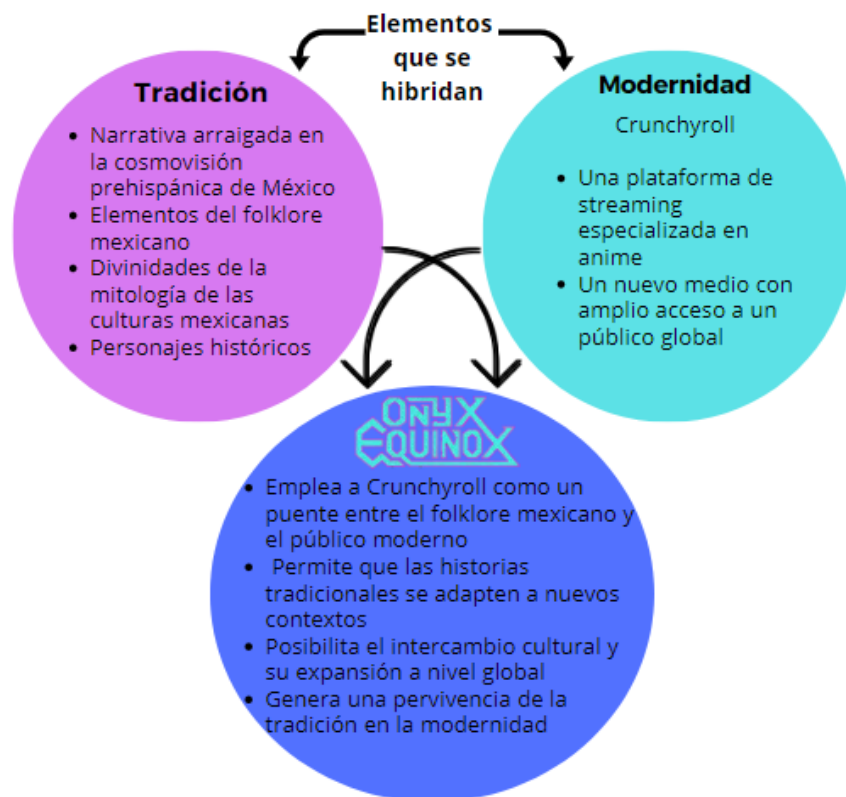 Elementos
que se
hibridan
Tradición
• Narrativa arraigada en
la cosmovisión
prehispánica de México
• Elementos del folklore
mexicano
• Divinidades de la
mitología de las
culturas mexicanas
• Personajes históricos
Modernidad
Crunchyroll
• Una plataforma de
streaming
especializada en
anime
• Un nuevo medio con
amplio acceso a un
público global
ONYX
EQUINOX
• Emplea a Crunchyroll como un
puente entre el folklore mexicano y
el público moderno
• Permite que las historias
tradicionales se adapten a nuevos
contextos
• Posibilita el intercambio cultural y
su expansión a nivel global
• Genera una pervivencia de la
tradición en la modernidad